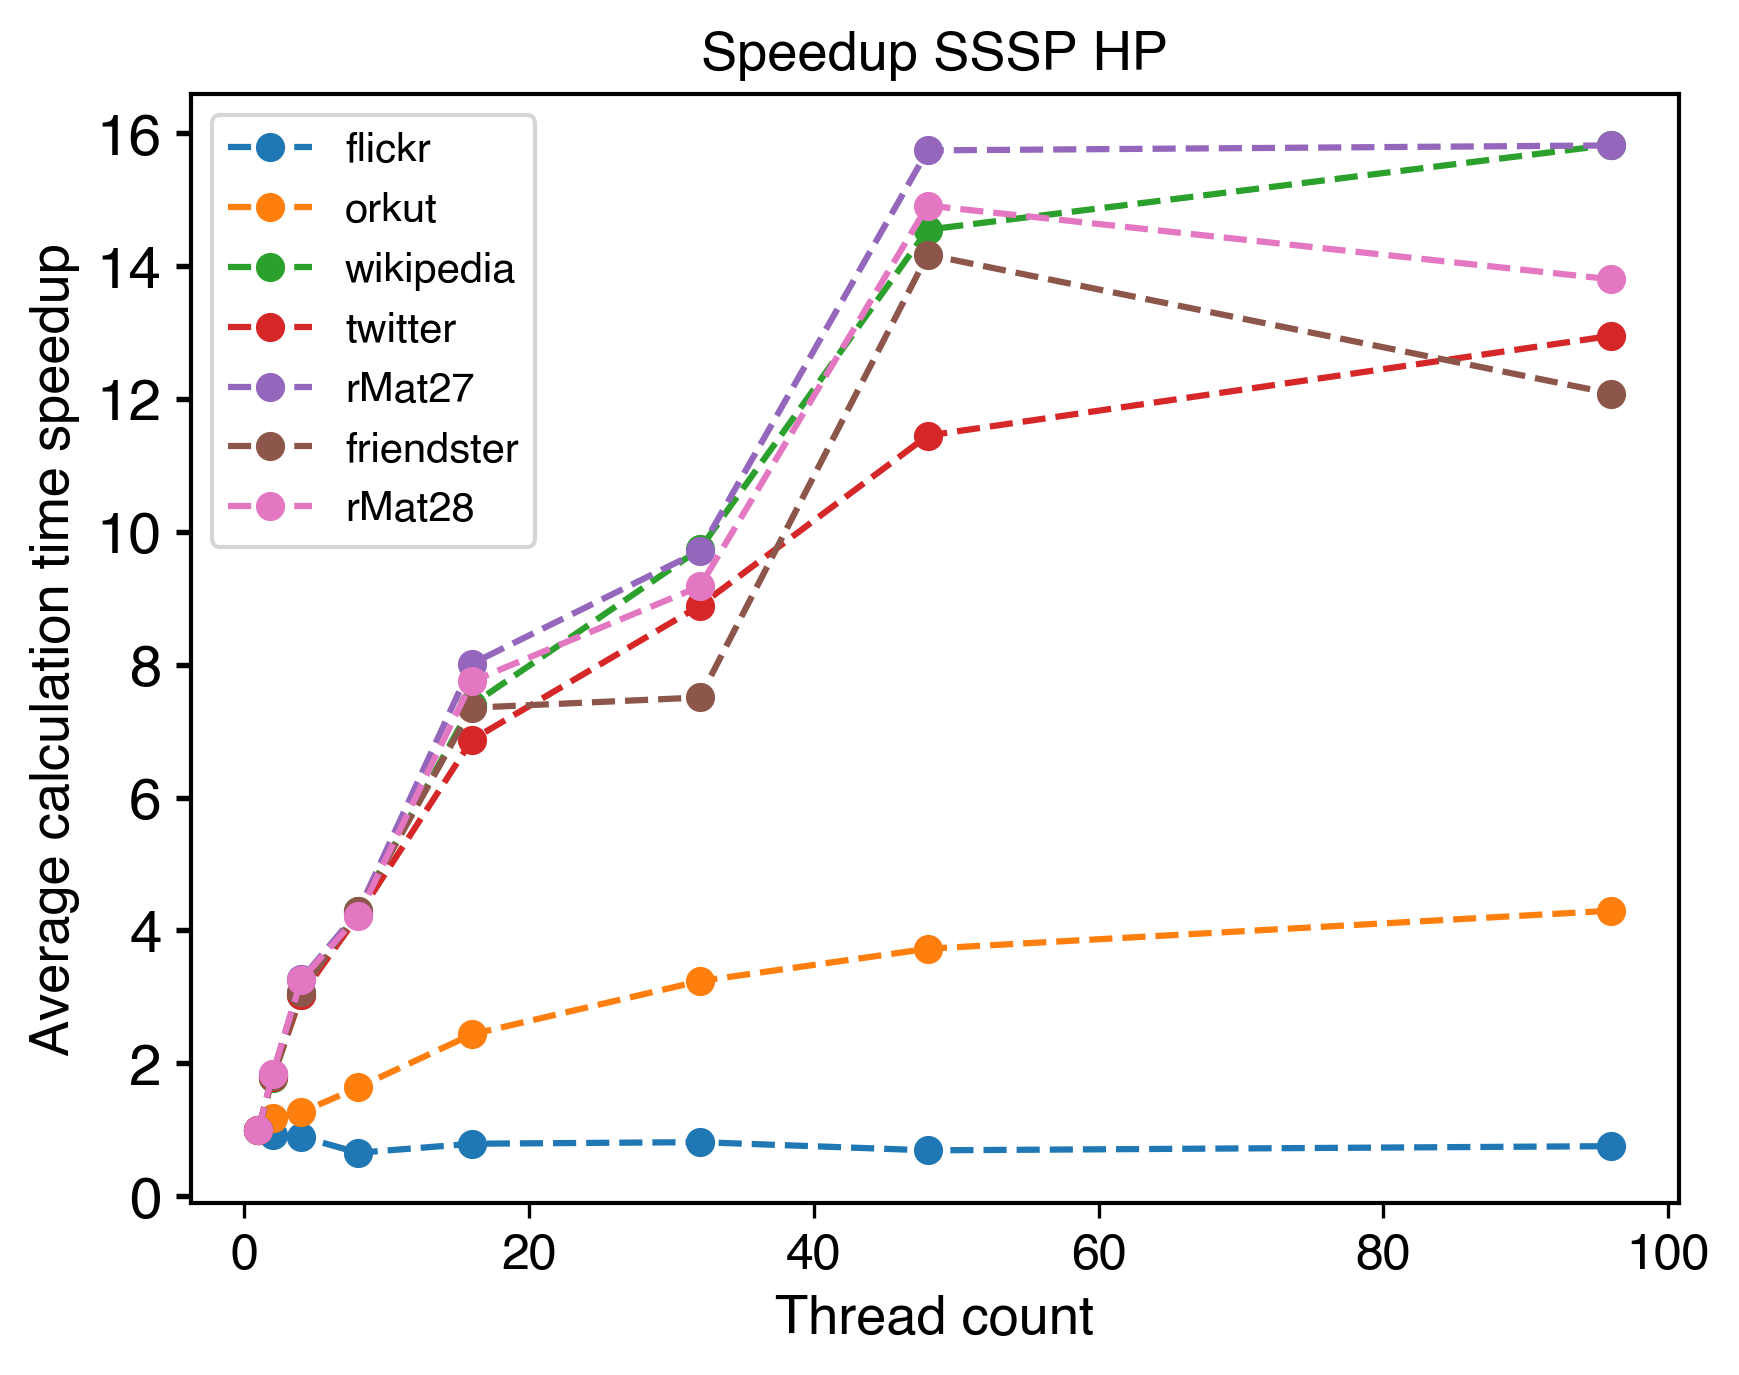 Speedup SSSP HP
16
14
12
10
8
6
4
2
0
Average calculation time speedup
flickr
orkut
wikipedia
twitter
rMat27
friendster
rMat28
0 20 40 60 80 100
Thread count